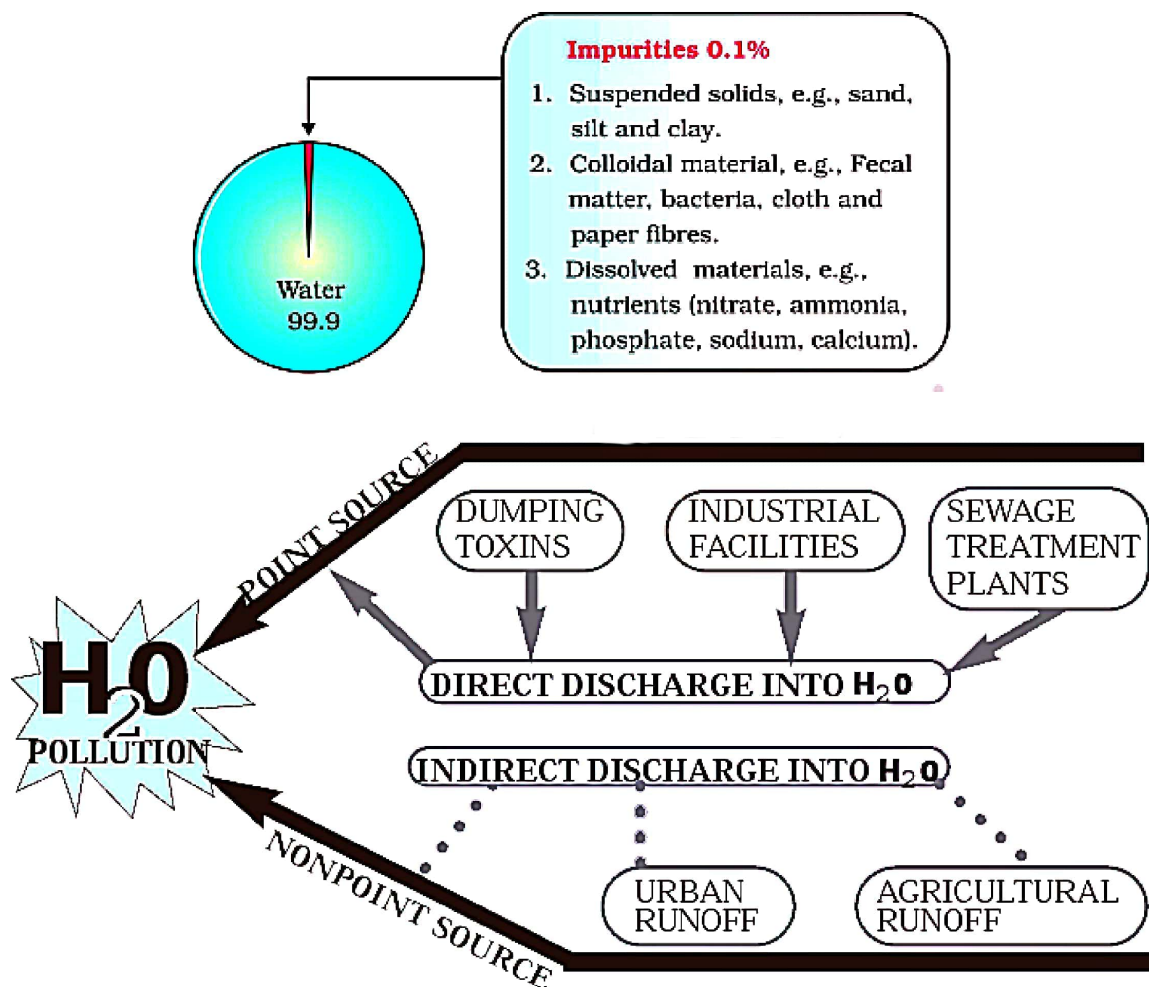 Impurities 0.1%
1. Suspended solids, e.g., sand,
silt and clay.
2. Colloidal material, e.g., Fecal
matter, bacteria, cloth and
paper fibres.
3. Dissolved materials, e.g.,
nutrients (nitrate, ammonia,
phosphate, sodium, calcium).
Water
99.9
POINT SOURCE
DUMPING
TOXINS
INDUSTRIAL
FACILITIES
SEWAGE
TREATMENT
PLANTS
DIRECT DISCHARGE INTO H₂O
H₂O
POLLUTION
INDIRECT DISCHARGE INTO H₂O
NONPOINT SOURCE
URBAN
RUNOFF
AGRICULTURAL
RUNOFF